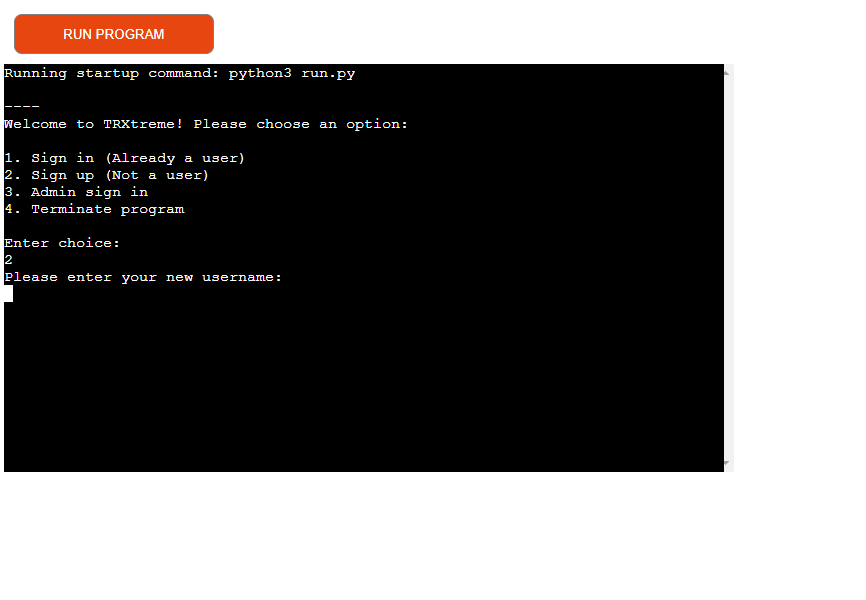 RUN PROGRAM
Running startup command: python3 run.py
----
Welcome to TRXtreme! Please choose an option:
1. Sign in (Already a user)
2. Sign up (Not a user)
3. Admin sign in
4. Terminate program
Enter choice:
2
Please enter your new username: